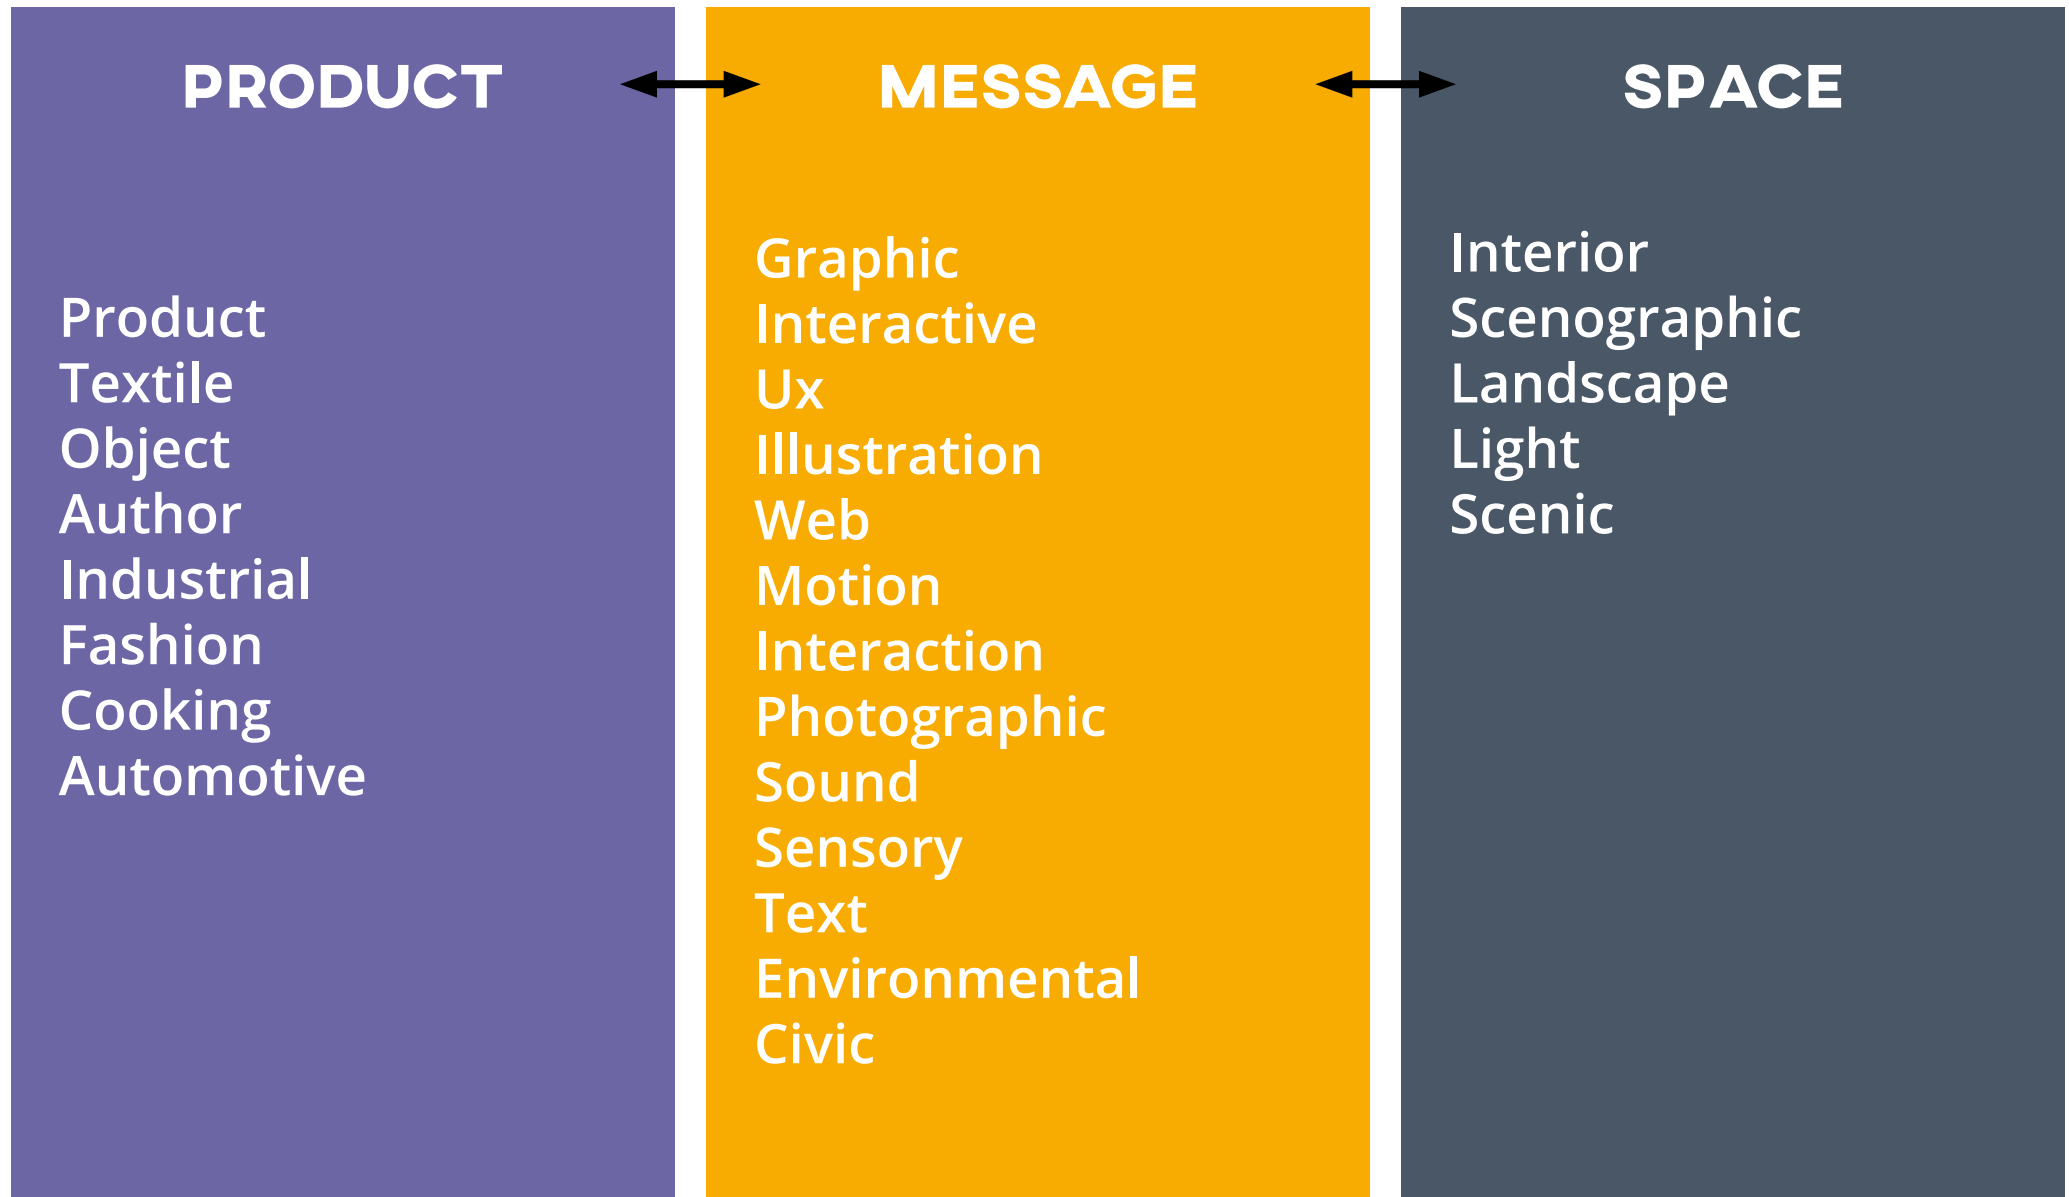 PRODUCT
Product
Textile
Object
Author
Industrial
Fashion
Cooking
Automotive
MESSAGE
Graphic
Interactive
Ux
Illustration
Web
Motion
Interaction
Photographic
Sound
Sensory
Text
Environmental
Civic
SPACE
Interior
Scenographic
Landscape
Light
Scenic